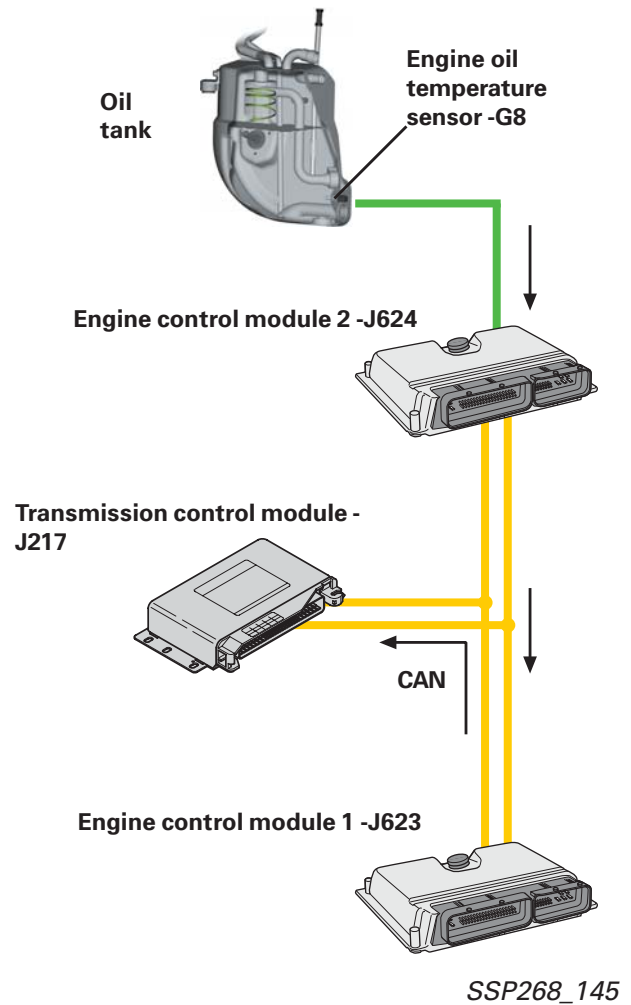 Oil
tank
Engine oil
temperature
sensor -G8
Engine control module 2 -J624
Transmission control module -
J217
CAN
Engine control module 1 -J623
SSP268_145